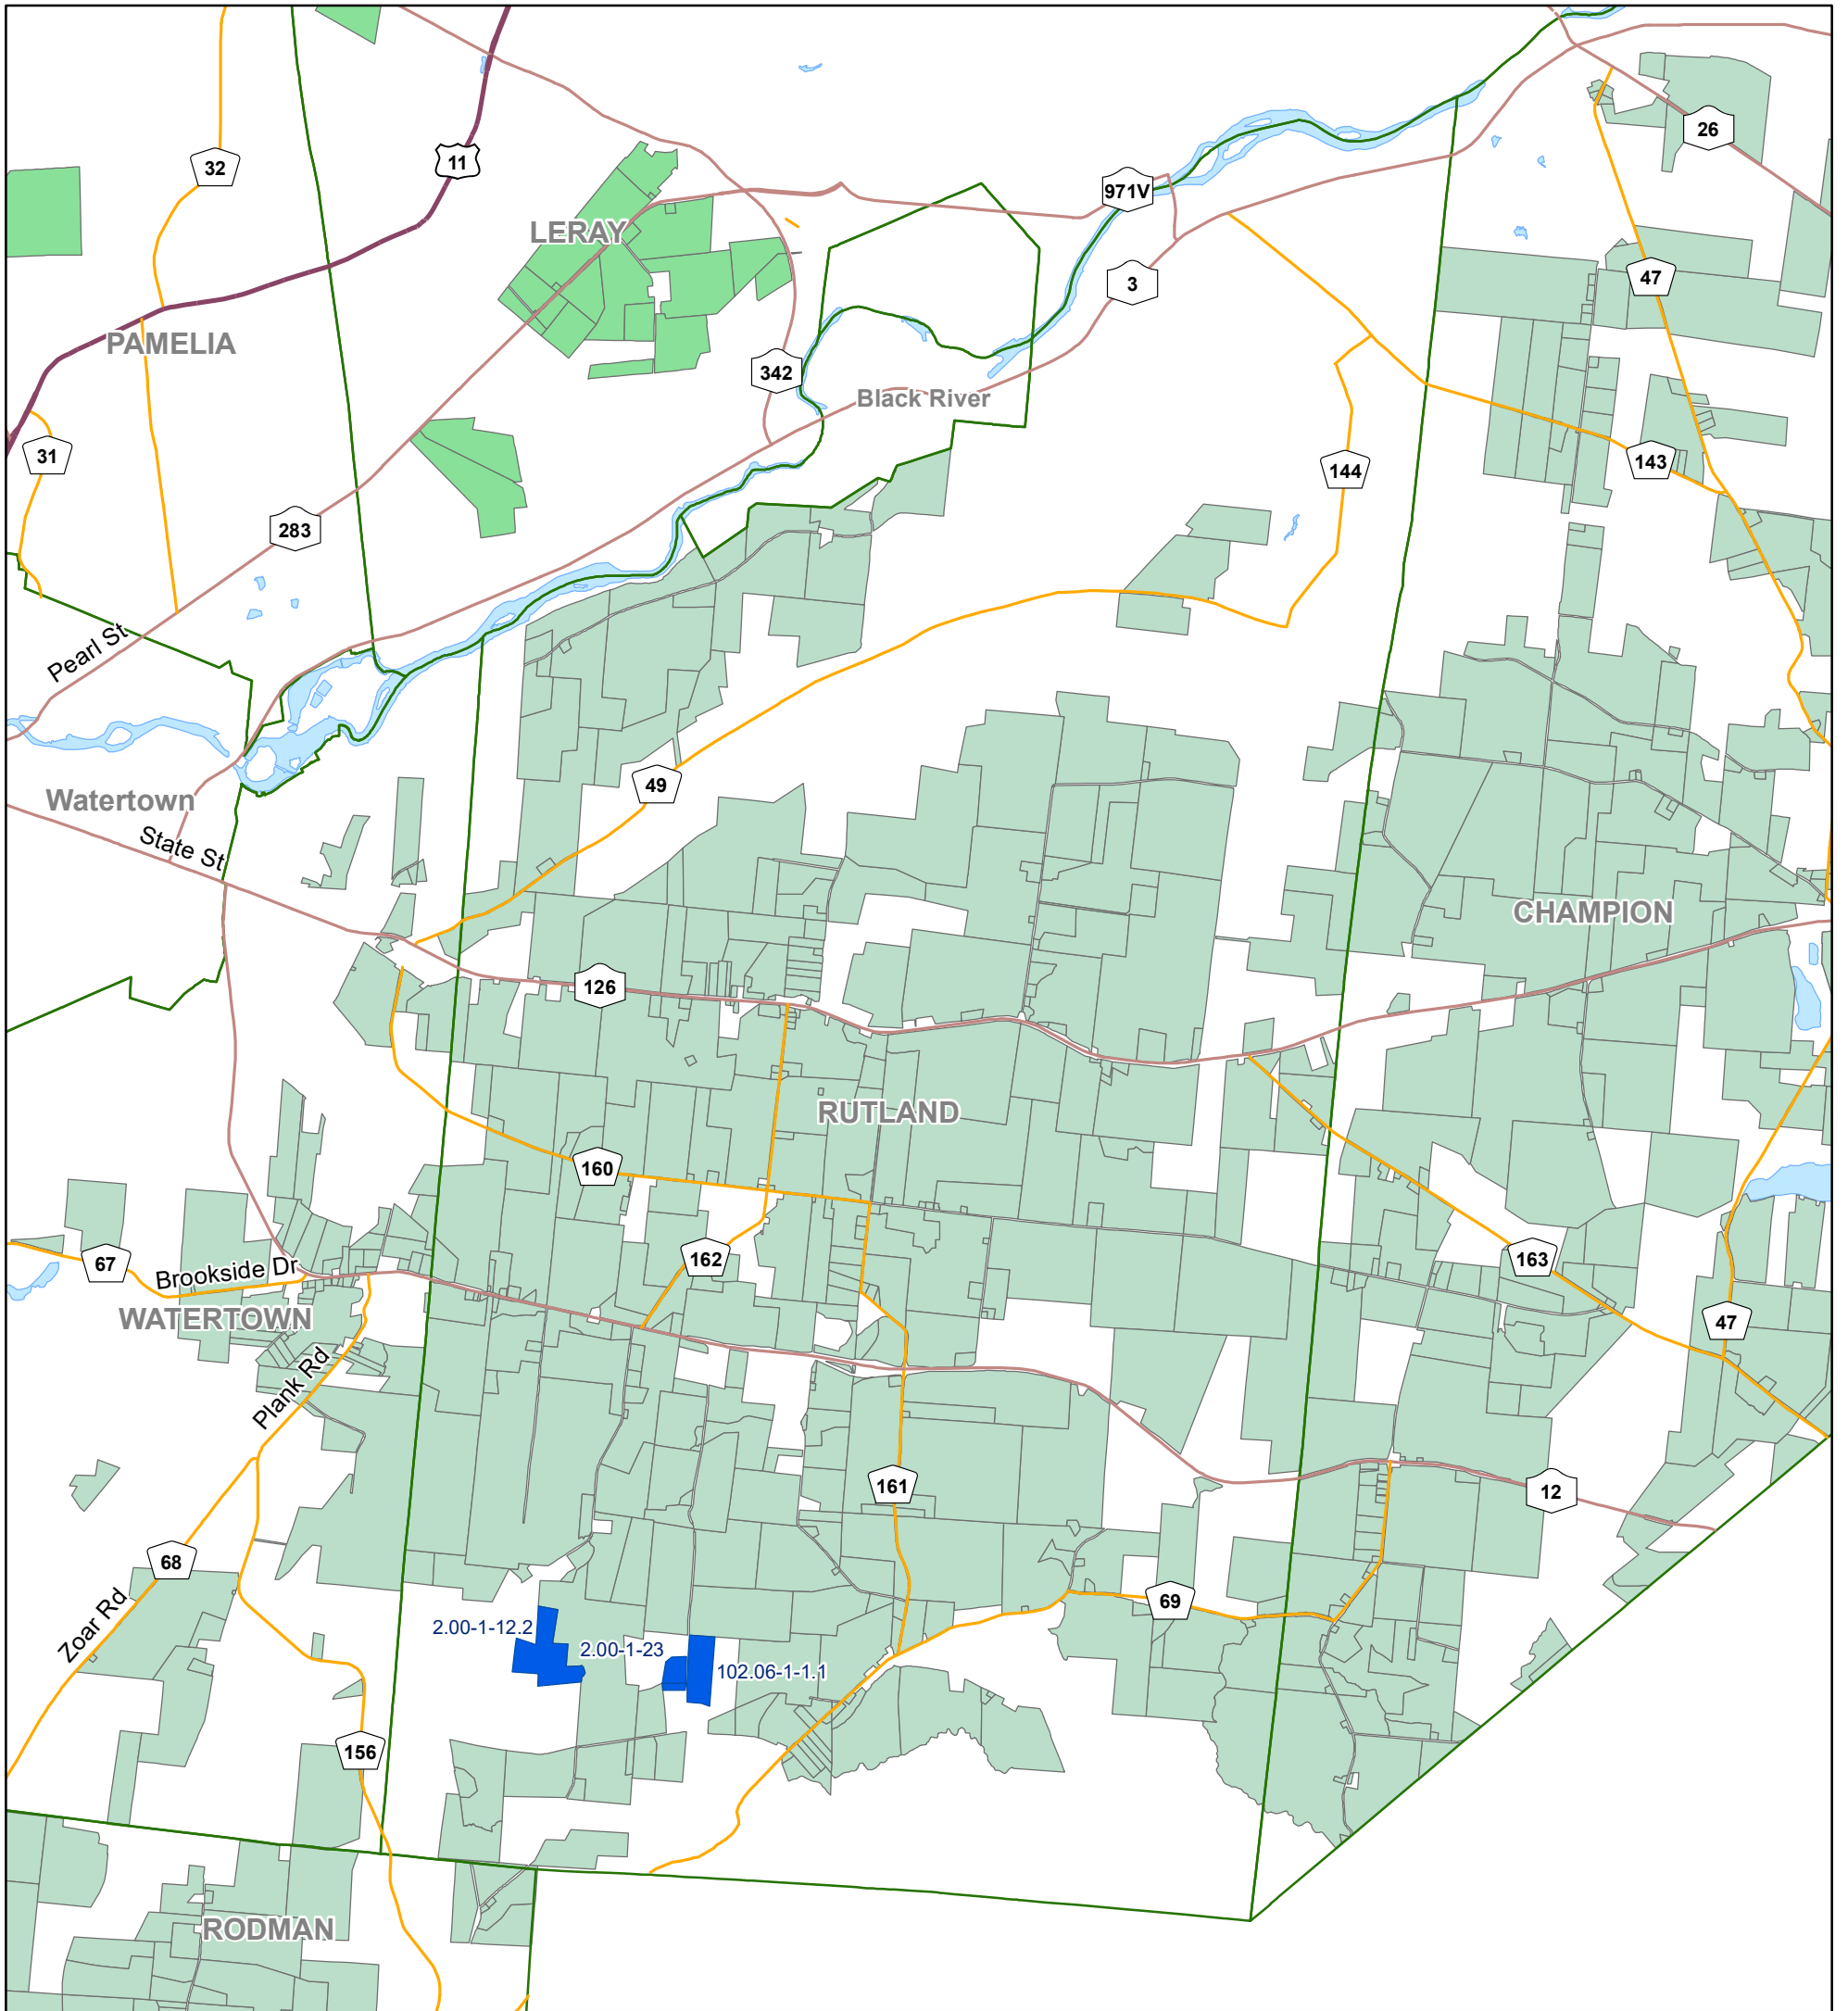 26
32
11
971V
LERAY
47
3
PAMELIA
342
Black River
31
143
144
283
Pearl St
49
Watertown
State St
CHAMPION
126
RUTLAND
160
162
163
67
Brookside Dr
WATERTOWN
47
Plank Rd
161
12
68
69
Zoar Rd
2.00-1-12.2
2.00-1-23
102.06-1-1.1
156
RODMAN